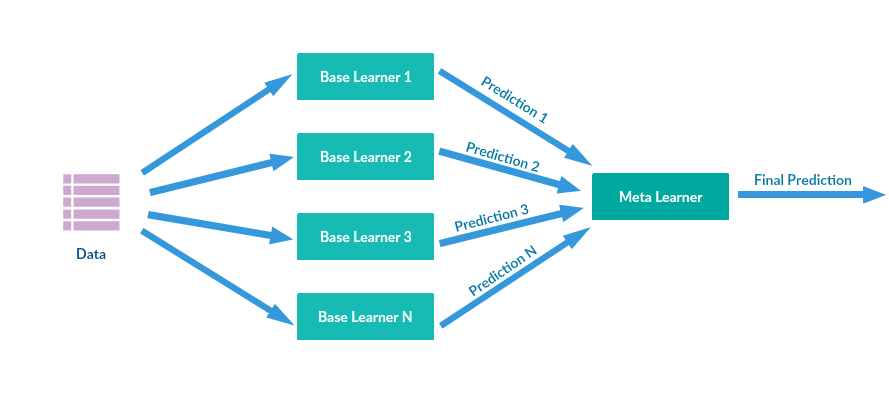 Base Learner 1
Prediction 1
Base Learner 2
Prediction 2
Final Prediction
Meta Learner
Prediction 3
Base Learner 3
Data
Prediction N
Base Learner N